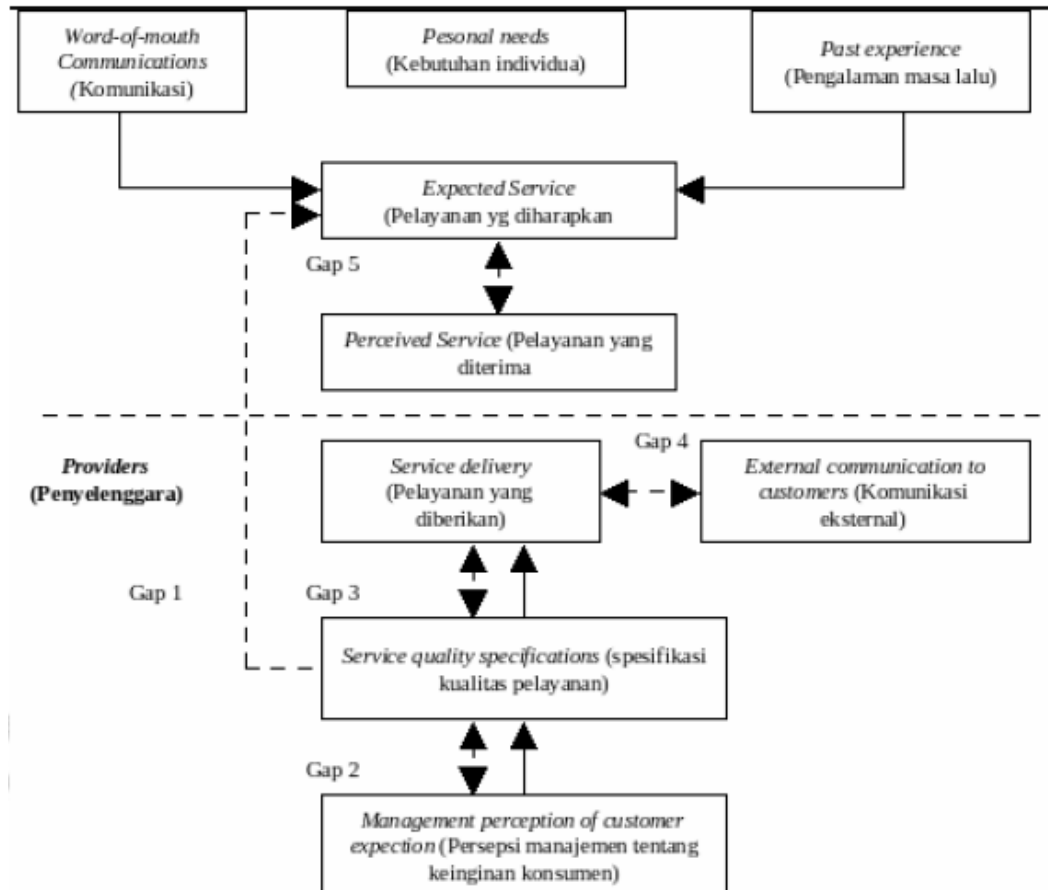 Word-of-mouth
Communications
(Komunikasi)
Pesonal needs
(Kebutuhan individua)
Past experience
(Pengalaman masa lalu)
Expected Service
(Pelayanan yg diharapkan
Gap 5
Perceived Service (Pelayanan yang
diterima
Providers
(Penyelenggara)
Service delivery
(Pelayanan yang
diberikan)
Gap 4
External communication to
customers (Komunikasi
eksternal)
Gap 1
Gap 3
Service quality specifications (spesifikasi
kualitas pelayanan)
Gap 2
Management perception of customer
expection (Persepsi manajemen tentang
keinginan konsumen)